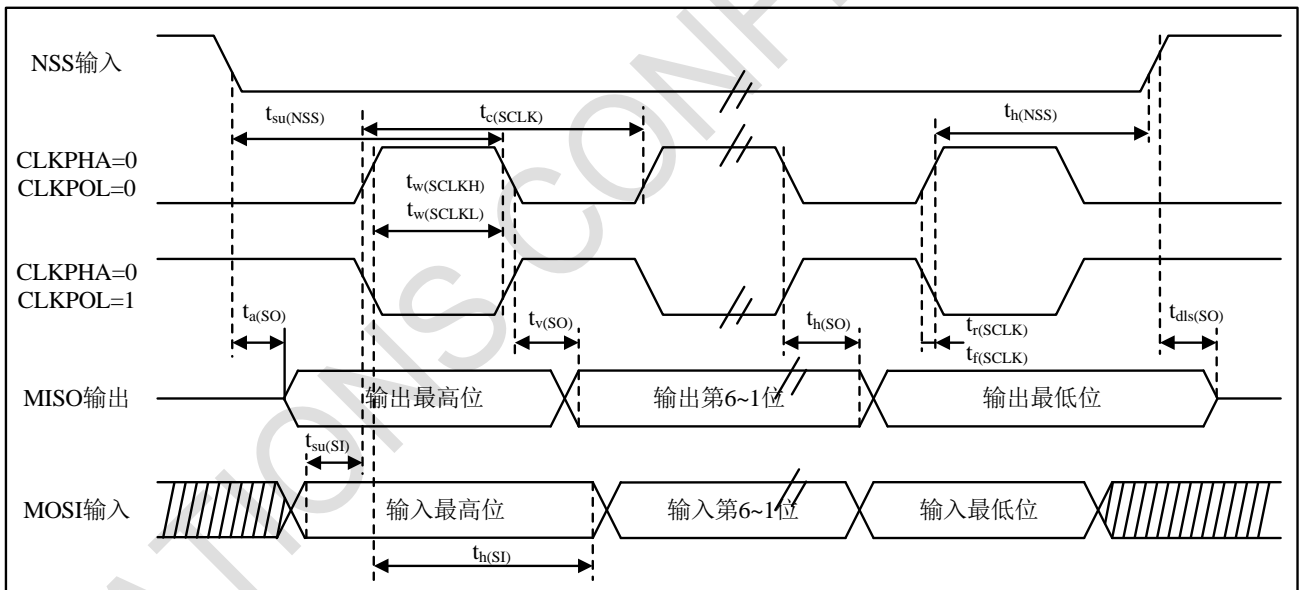 NSS输入
tsu(NSS)
tc(SCLK)
th(NSS)
CLKPHA=0
CLKPOL=0
tw(SCLKH)
tw(SCLKL)
CLKPHA=0
CLKPOL=1
ta(SO)
tv(SO)
th(SO)
tr(SCLK)
tf(SCLK)
tdls(SO)
MISO输出
输出最高位
输出第6~1位
输出最低位
tsu(SI)
MOSI输入
输入最高位
输入第6~1位
输入最低位
th(SI)
ATIONS CONF